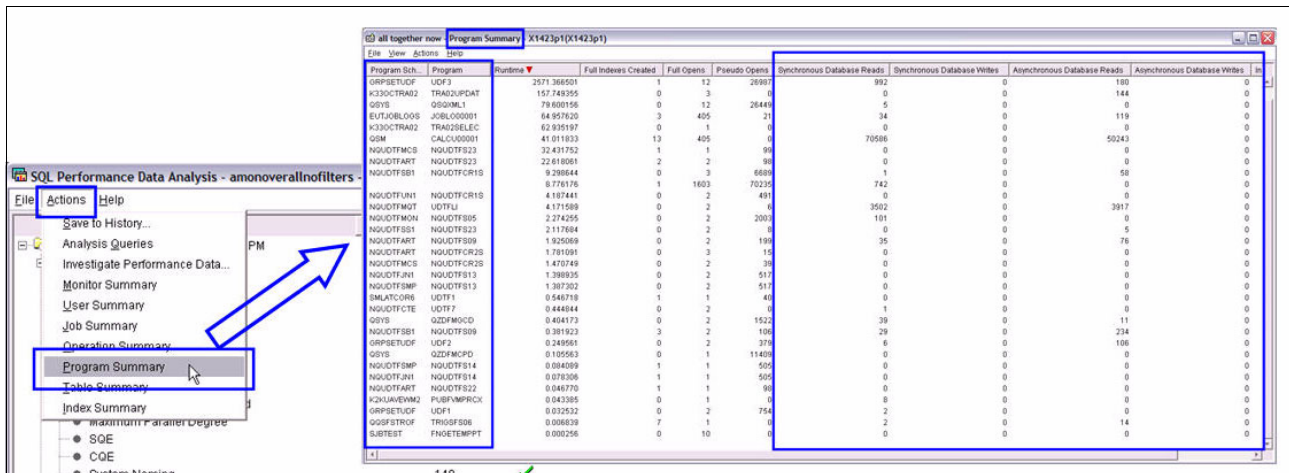 all together now - Program Summary - X1423p1(X1423p1)
File View Actions Help
Program Sch... Program Runtime Full Indexes Created Full Opens Pseudo Opens Synchronous Database Reads Synchronous Database Writes Asynchronous Database Reads Asynchronous Database Writes In
GRPSETUDF UDF3 2571.366501 1 12 26987 992 0 180 0
K33OCTRA02 TRA02UPDAT 157.749355 0 3 0 0 0 144 0
QSYS QSQXML1 79.600156 0 12 26449 5 0 0 0
EUTJOBLOGS JOBLO00001 64.957620 3 405 21 34 0 119 0
K33OCTRA02 TRA02SELEC 62.935197 0 1 0 0 0 0 0
QSM CALCU00001 41.011833 13 405 0 70586 0 50243 0
NQUDTFMCS NQUDTFS23 32.431752 1 1 99 0 0 0 0
NQUDTFART NQUDTFS23 22.618061 2 2 98 0 0 0 0
NQUDTFSB1 NQUDTFCR1S 9.298644 0 3 6689 1 0 58 0
8.776176 1 1603 70235 742 0 0 0
NQUDTFUN1 NQUDTFCR1S 4.187441 0 2 491 0 0 0 0
NQUDTFMQT UDTFLI 4.171589 0 2 6 3502 0 3917 0
NQUDTFMON NQUDTFS05 2.274255 0 2 2003 101 0 0 0
NQUDTFSS1 NQUDTFS23 2.117684 0 2 8 0 0 5 0
NQUDTFART NQUDTFS09 1.925069 0 2 199 35 0 76 0
NQUDTFART NQUDTFCR2S 1.781091 0 3 15 0 0 0 0
NQUDTFMCS NQUDTFCR2S 1.470749 0 2 39 0 0 0 0
NQUDTFJN1 NQUDTFS13 1.398935 0 2 517 0 0 0 0
NQUDTFSMP NQUDTFS13 1.387302 0 2 517 0 0 0 0
SMLATCOR6 UDTF1 0.546718 1 1 40 0 0 0 0
NQUDTFCTE UDTF7 0.444844 0 2 0 1 0 0 0
QSYS QZDFMGCD 0.404173 0 2 1522 39 0 11 0
NQUDTFSB1 NQUDTFS09 0.381923 3 2 106 29 0 234 0
GRPSETUDF UDF2 0.249561 0 2 379 6 0 106 0
QSYS QZDFMCPD 0.105563 0 1 11409 0 0 0 0
NQUDTFSMP NQUDTFS14 0.084089 1 1 505 0 0 0 0
NQUDTFJN1 NQUDTFS14 0.078306 1 1 505 0 0 0 0
NQUDTFART NQUDTFS22 0.046770 1 1 98 0 0 0 0
K2KUAVEWM2 PUBFVMPRCX 0.043385 0 1 0 8 0 0 0
GRPSETUDF UDF1 0.032532 0 2 754 2 0 0 0
QGSFSTROF TRIGSFS06 0.006839 7 1 0 2 0 14 0
SJBTEST FNGETEMPPT 0.000256 0 10 0 0 0 0 0
SQL Performance Data Analysis - amonoverallnofilters -
File Actions Help
Save to History...
Analysis Queries
PM
Investigate Performance Data...
Monitor Summary
User Summary
Job Summary
Operation Summary
Program Summary
Table Summary
Index Summary
Maximum Parallel Degree
SQE
CQE
System Naming
149